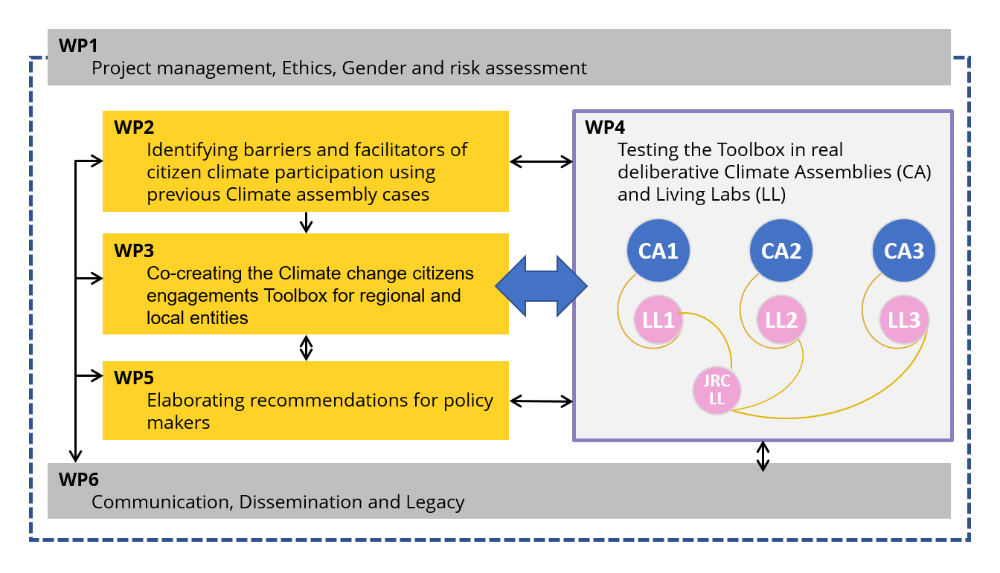 WP1
Project management, Ethics, Gender and risk assessment
WP2
Identifying barriers and facilitators of
citizen climate participation using
previous Climate assembly cases
WP3
Co-creating the Climate change citizens
engagements Toolbox for regional and
local entities
WP5
Elaborating recommendations for policy
makers
WP4
Testing the Toolbox in real
deliberative Climate Assemblies (CA)
and Living Labs (LL)
CA1
CA2
CA3
LL1
LL2
LL3
JRC
LL
WP6
Communication, Dissemination and Legacy